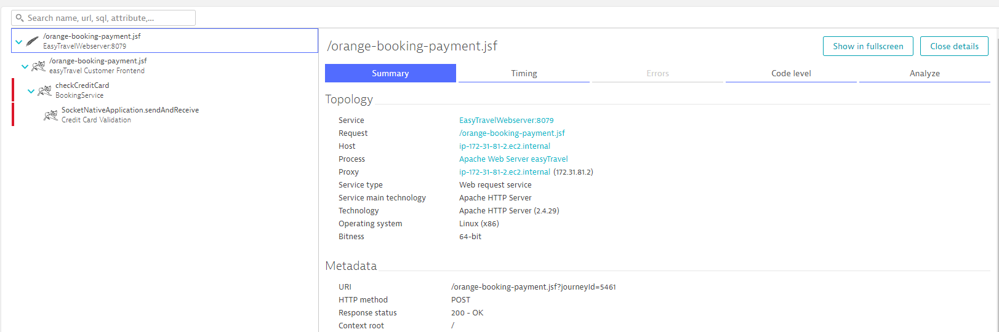 Search name, url, sql, attribute,...
/orange-booking-payment.jsf
EasyTravelWebserver:8079
/orange-booking-payment.jsf
easyTravel Customer Frontend
checkCreditCard
BookingService
SocketNativeApplication.sendAndReceive
Credit Card Validation
/orange-booking-payment.jsf
Show in fullscreen
Close details
Summary
Timing
Errors
Code level
Analyze
Topology
Service EasyTravelWebserver:8079
Request /orange-booking-payment.jsf
Host ip-172-31-81-2.ec2.internal
Process Apache Web Server easyTravel
Proxy ip-172-31-81-2.ec2.internal (172.31.81.2)
Service type Web request service
Service main technology Apache HTTP Server
Technology Apache HTTP Server (2.4.29)
Operating system Linux (x86)
Bitness 64-bit
Metadata
URI /orange-booking-payment.jsf?journeyId=5461
HTTP method POST
Response status 200 - OK
Context root /